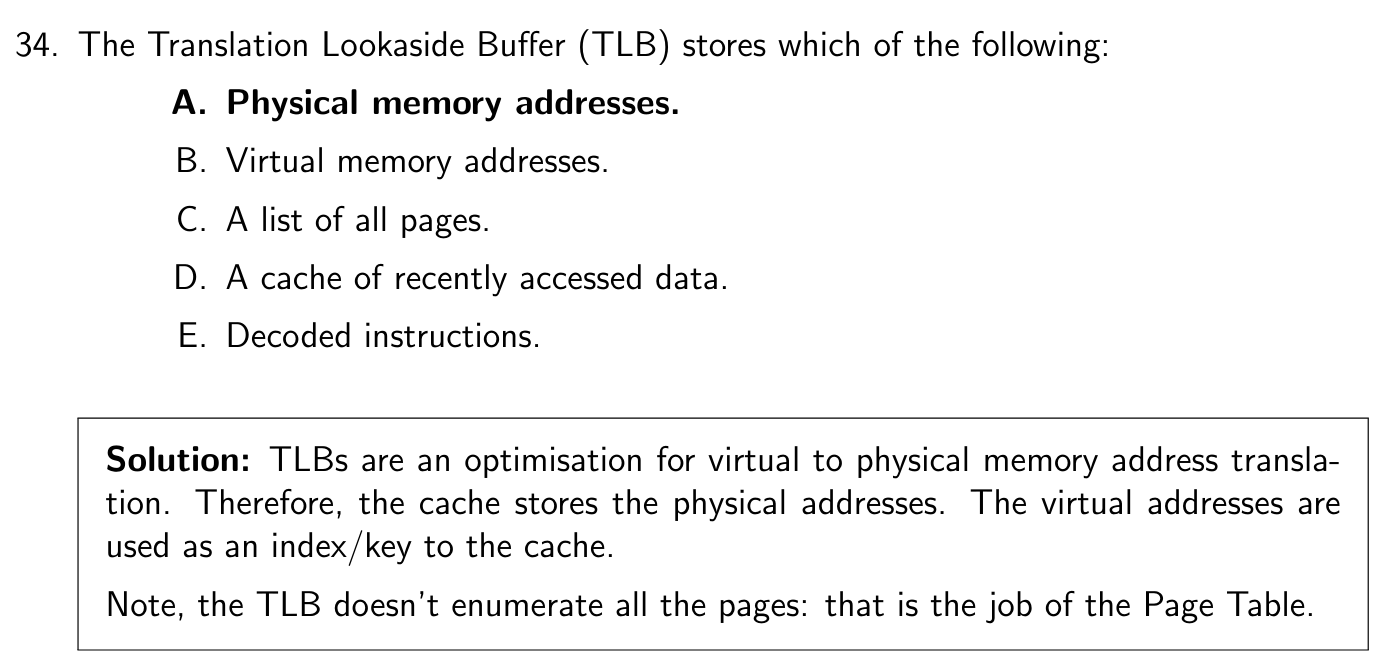 34. The Translation Lookaside Buffer (TLB) stores which of the following:
A. Physical memory addresses.
B. Virtual memory addresses.
C. A list of all pages.
D. A cache of recently accessed data.
E. Decoded instructions.
Solution: TLBs are an optimisation for virtual to physical memory address transla-
tion. Therefore, the cache stores the physical addresses. The virtual addresses are
used as an index/key to the cache.
Note, the TLB doesn't enumerate all the pages: that is the job of the Page Table.